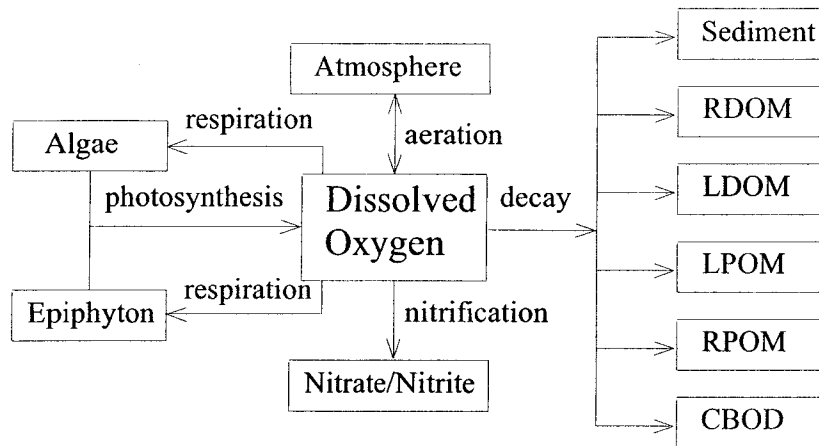 Sediment
Atmosphere
respiration
RDOM
Algae
aeration
photosynthesis
Dissolved
Oxygen
decay
LDOM
LPOM
respiration
Epiphyton
nitrification
RPOM
Nitrate/Nitrite
CBOD